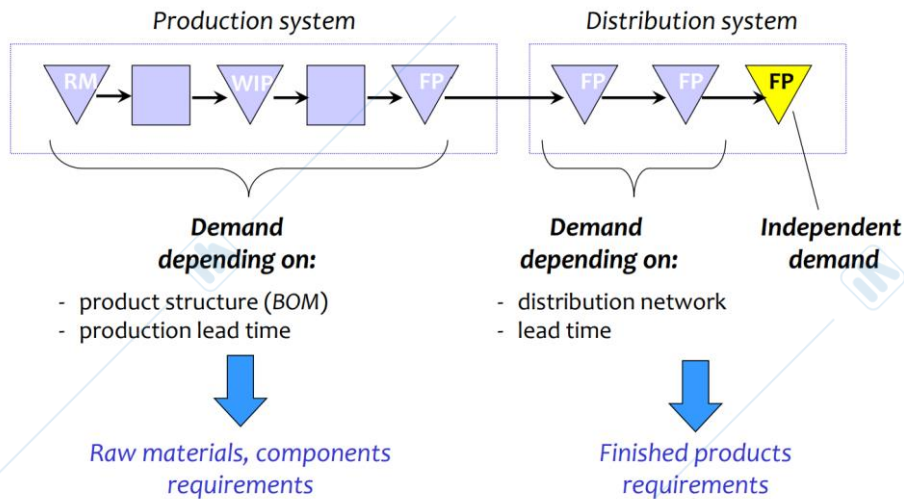 Production system
Distribution system
RM
WIP
FP
FP
FP
FP
Demand
depending on:
- product structure (BOM)
- production lead time
Demand
depending on:
- distribution network
- lead time
Independent
demand
Raw materials, components
requirements
Finished products
requirements